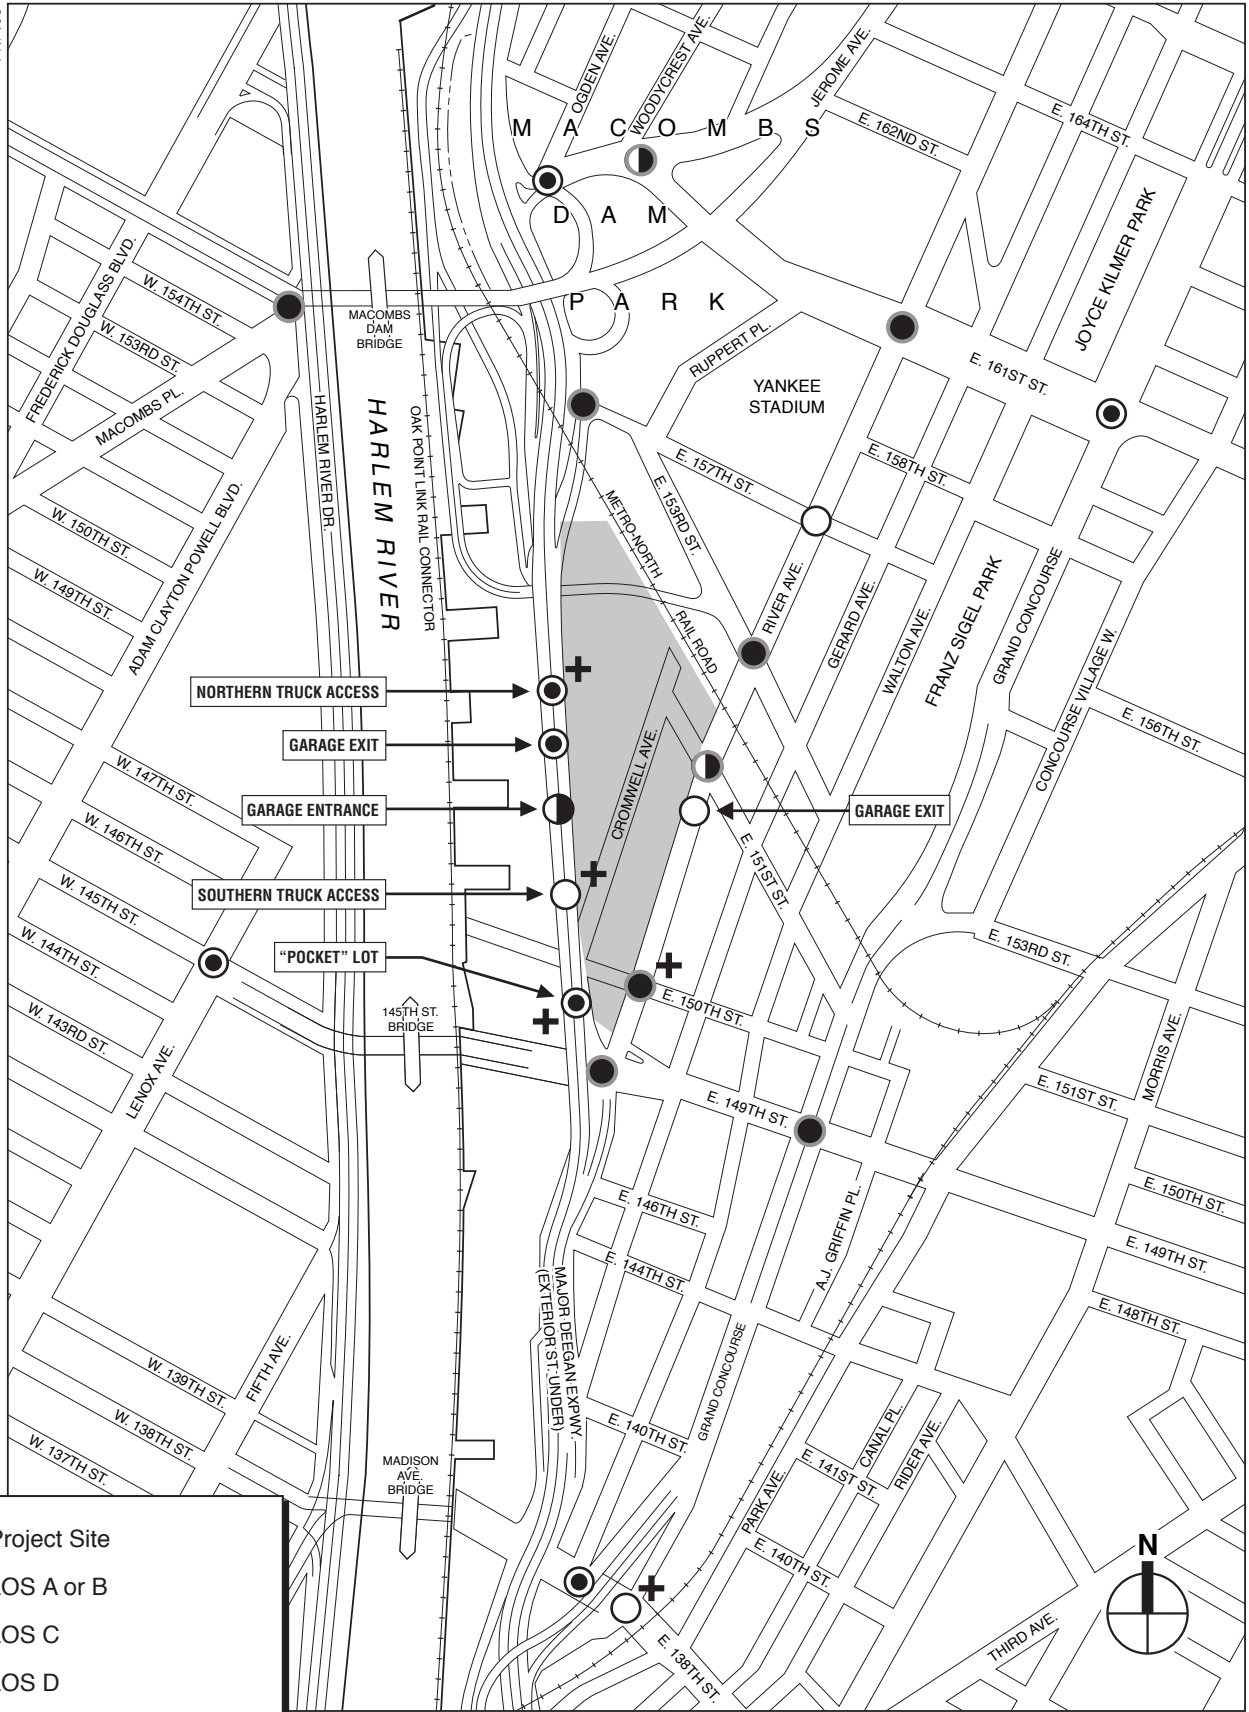 OGDEN AVE.
WOODYCREST AVE.
JEROME AVE.
E. 162ND ST.
E. 164TH ST.
MACOMBS
DAM
PARK
JOYCE KILMER PARK
FREDERICK DOUGLASS BLVD.
W. 154TH ST.
W. 153RD ST.
MACOMBS PL.
MACOMBS
DAM
BRIDGE
RUPPERT PL.
YANKEE
STADIUM
E. 161ST ST.
HARLEM RIVER DR.
HARLEM RIVER
OAK POINT LINK RAIL CONNECTOR
E. 157TH ST.
E. 158TH ST.
E. 153RD ST.
METRO-NORTH
RAIL ROAD
W. 150TH ST.
W. 149TH ST.
ADAM CLAYTON POWELL BLVD.
RIVER AVE.
GERARD AVE.
WALTON AVE.
FRANZ SIGEL PARK
GRAND CONCOURSE
CONCOURSE VILLAGE W.
E. 156TH ST.
NORTHERN TRUCK ACCESS
GARAGE EXIT
GARAGE ENTRANCE
CROMWELL AVE.
GARAGE EXIT
W. 147TH ST.
W. 146TH ST.
W. 145TH ST.
W. 144TH ST.
W. 143RD ST.
E. 151ST ST.
SOUTHERN TRUCK ACCESS
"POCKET" LOT
E. 153RD ST.
145TH ST.
BRIDGE
E. 150TH ST.
LENOX AVE.
MORRIS AVE.
E. 151ST ST.
E. 149TH ST.
E. 150TH ST.
E. 146TH ST.
A.J. GRIFFIN PL.
E. 149TH ST.
E. 144TH ST.
E. 148TH ST.
MAJOR DEEGAN EXPWY.
(EXTERIOR ST. UNDER)
GRAND CONCOURSE
FIFTH AVE.
W. 139TH ST.
W. 138TH ST.
W. 137TH ST.
E. 140TH ST.
CANAL PL.
RIDER AVE.
E. 141ST ST.
MADISON
AVE.
BRIDGE
PARK AVE.
E. 140TH ST.
E. 138TH ST.
THIRD AVE.
N
Project Site
LOS A or B
LOS C
LOS D